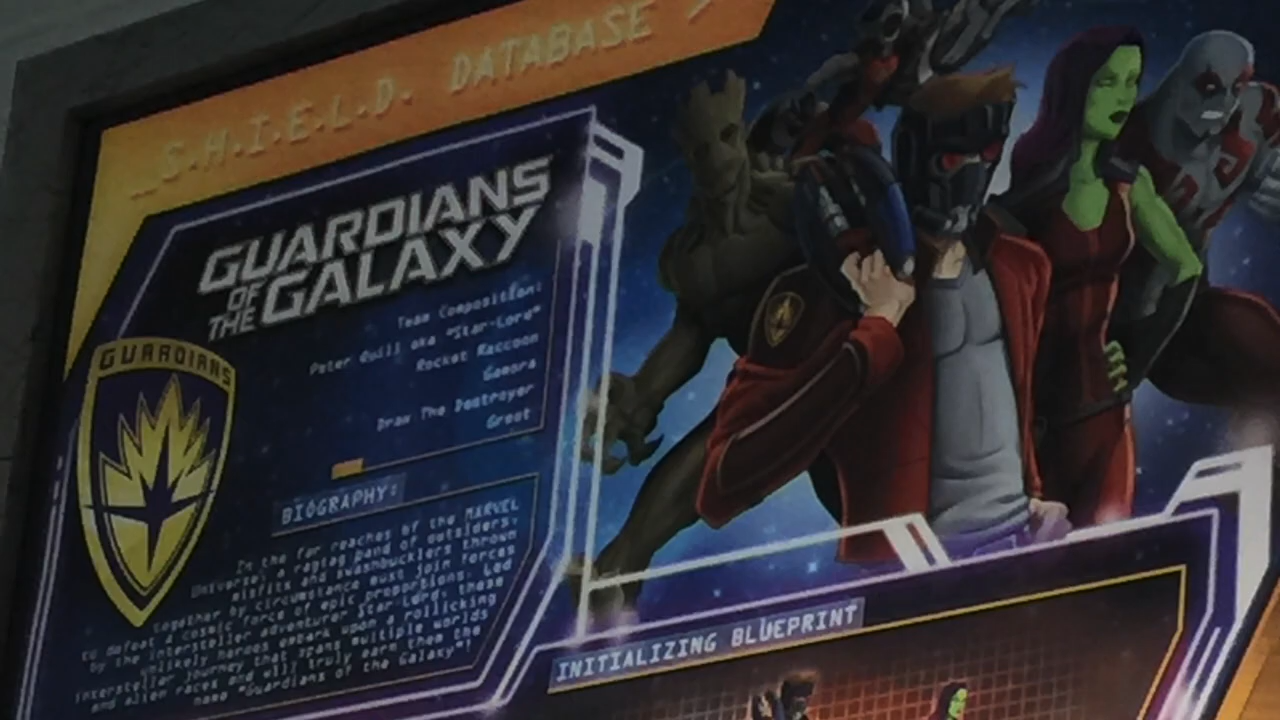 S.H.I.E.L.D. DATABASE
GUARDIANS
OF
THE GALAXY
Team Composition:
Peter Quill aka "Star-Lord"
Rocket Raccoon
Gamora
Drax The Destroyer
Groot
GUARDIANS
BIOGRAPHY:
In the far reaches of the MARVEL
Universe, a ragtag band of outsiders,
misfits and swashbucklers thrown
together by circumstance must join forces
to defeat a cosmic force of epic proportions. Led
by the interstellar adventurer Star-Lord, these
unlikely heroes embark upon a rollicking
interstellar journey that spans multiple worlds
and alien races and will truly earn them the
name "Guardians of the Galaxy"!
INITIALIZING BLUEPRINT